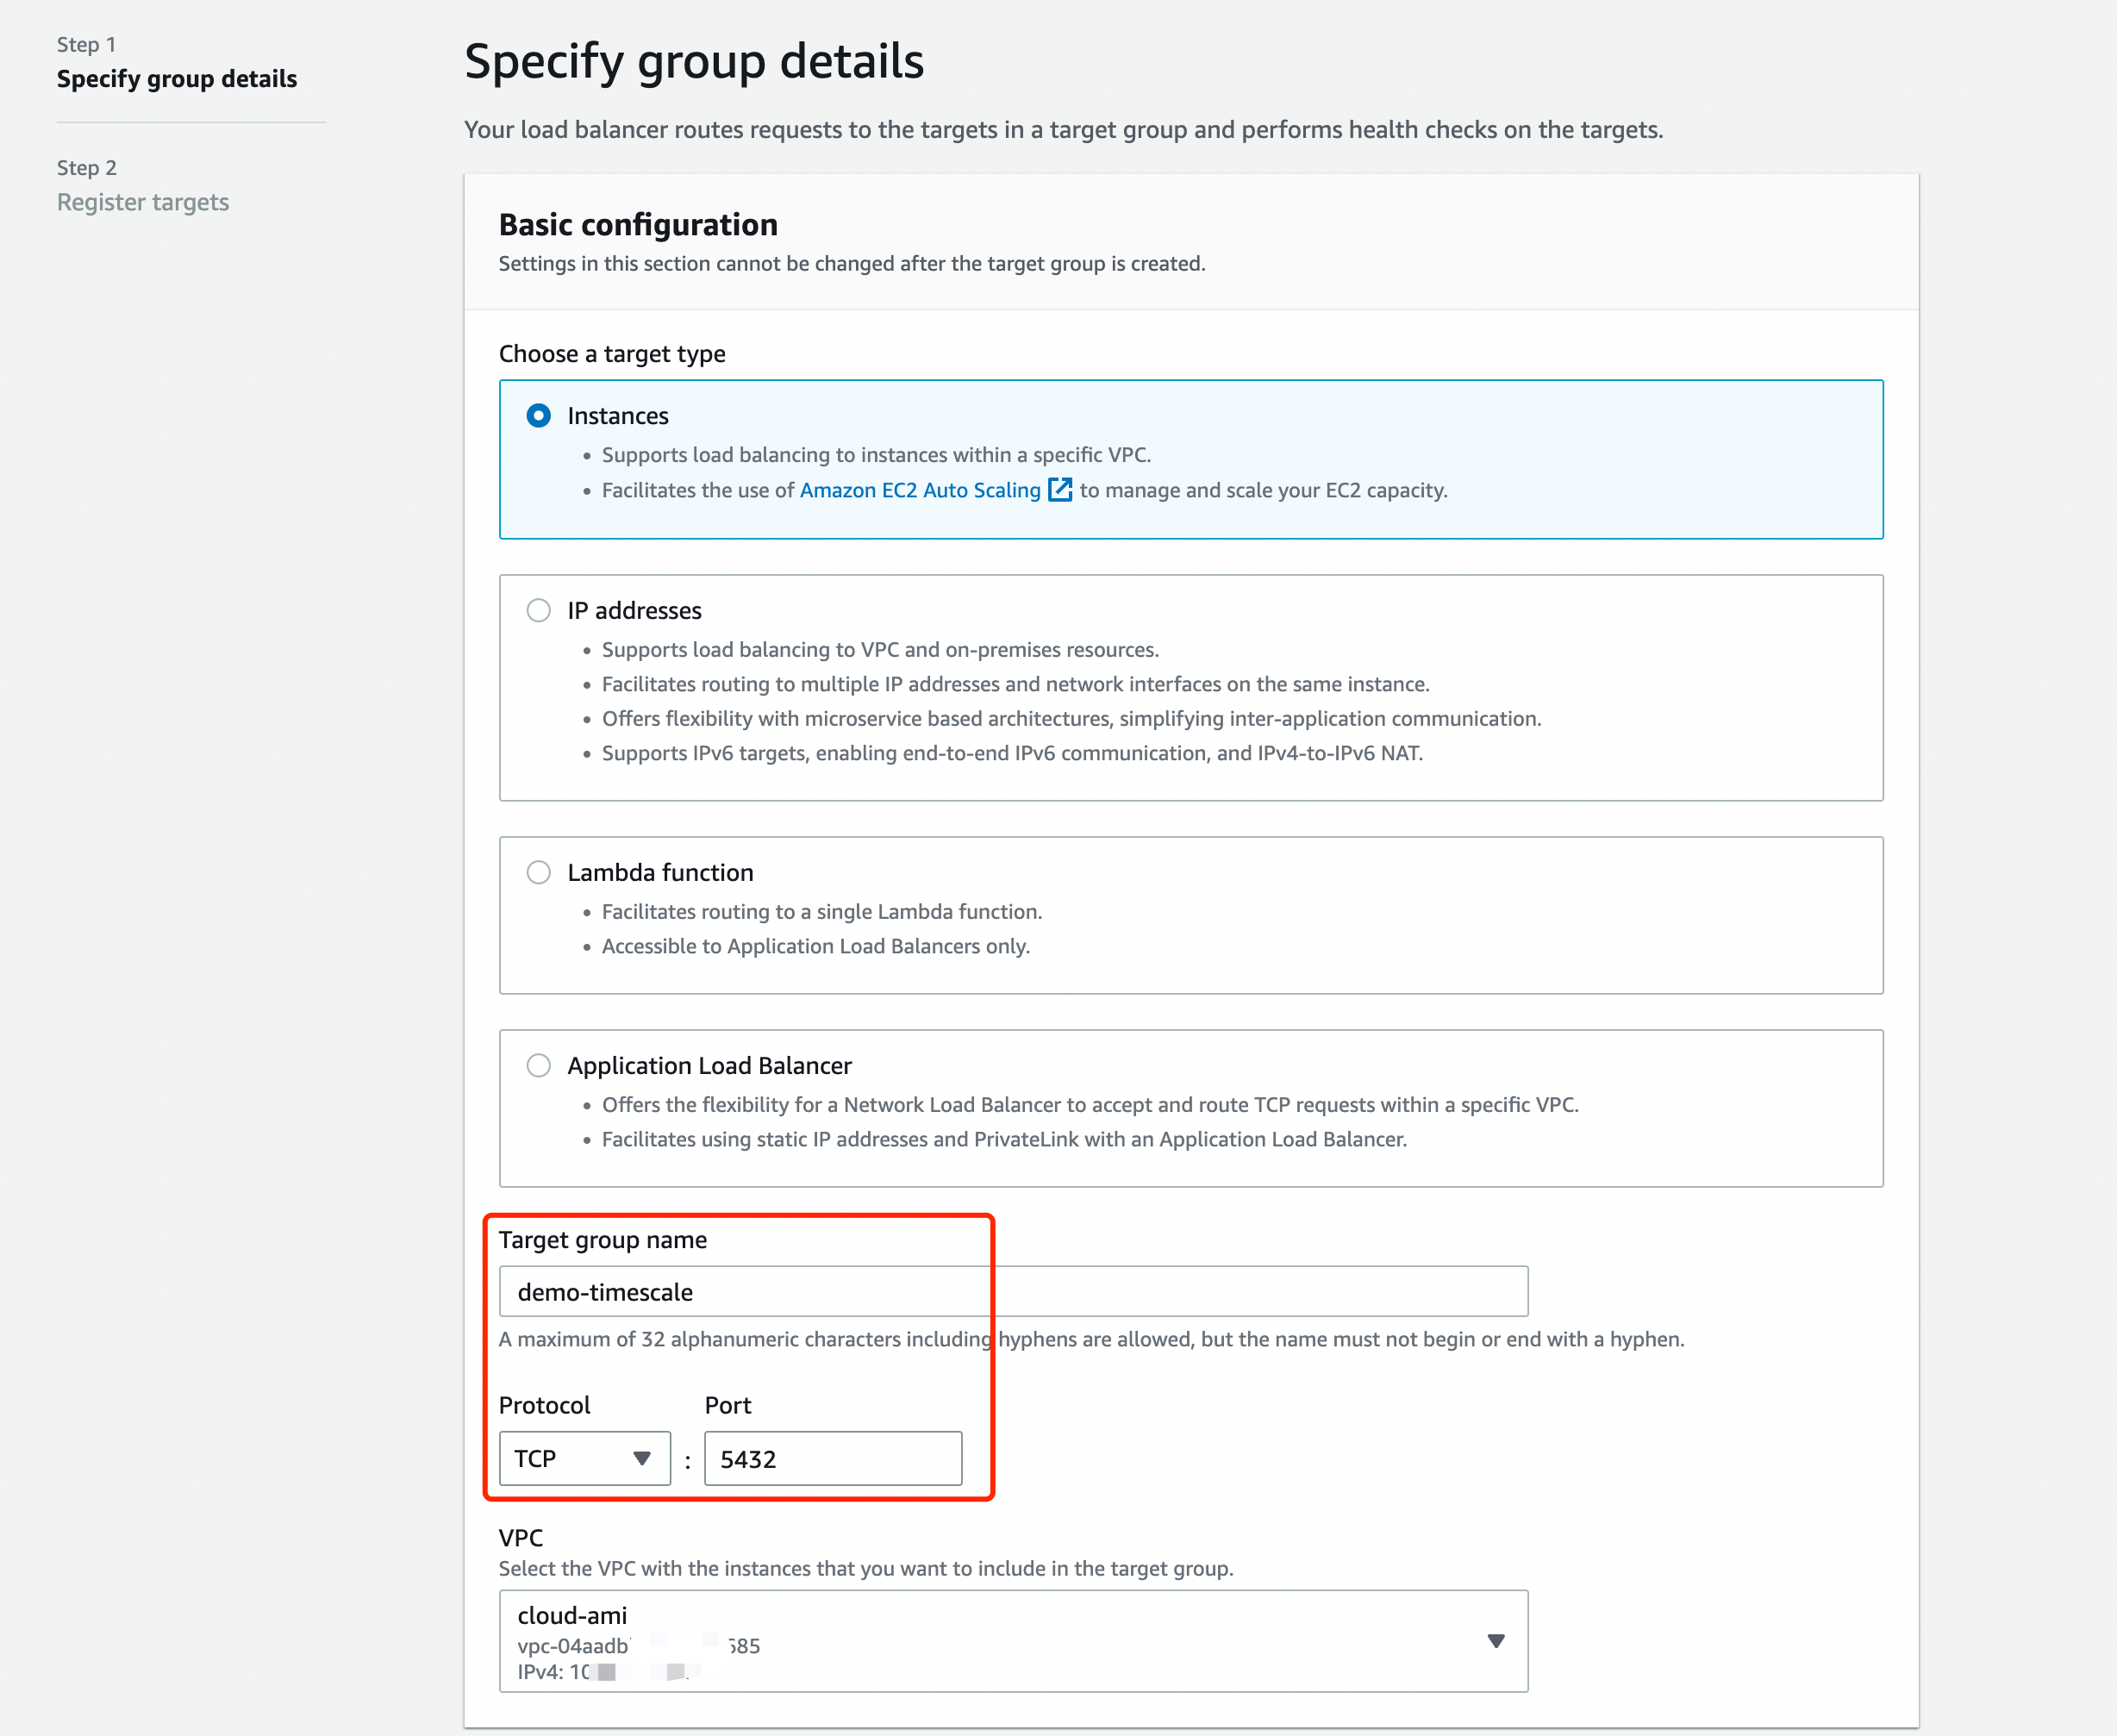 Step 1
Specify group details
Step 2
Register targets
Specify group details
Your load balancer routes requests to the targets in a target group and performs health checks on the targets.
Basic configuration
Settings in this section cannot be changed after the target group is created.
Choose a target type
Instances
• Supports load balancing to instances within a specific VPC.
• Facilitates the use of Amazon EC2 Auto Scaling to manage and scale your EC2 capacity.
IP addresses
• Supports load balancing to VPC and on-premises resources.
• Facilitates routing to multiple IP addresses and network interfaces on the same instance.
• Offers flexibility with microservice based architectures, simplifying inter-application communication.
• Supports IPv6 targets, enabling end-to-end IPv6 communication, and IPv4-to-IPv6 NAT.
Lambda function
• Facilitates routing to a single Lambda function.
• Accessible to Application Load Balancers only.
Application Load Balancer
• Offers the flexibility for a Network Load Balancer to accept and route TCP requests within a specific VPC.
• Facilitates using static IP addresses and PrivateLink with an Application Load Balancer.
Target group name
demo-timescale
A maximum of 32 alphanumeric characters including hyphens are allowed, but the name must not begin or end with a hyphen.
Protocol Port
TCP : 5432
VPC
Select the VPC with the instances that you want to include in the target group.
cloud-ami
IPv4: